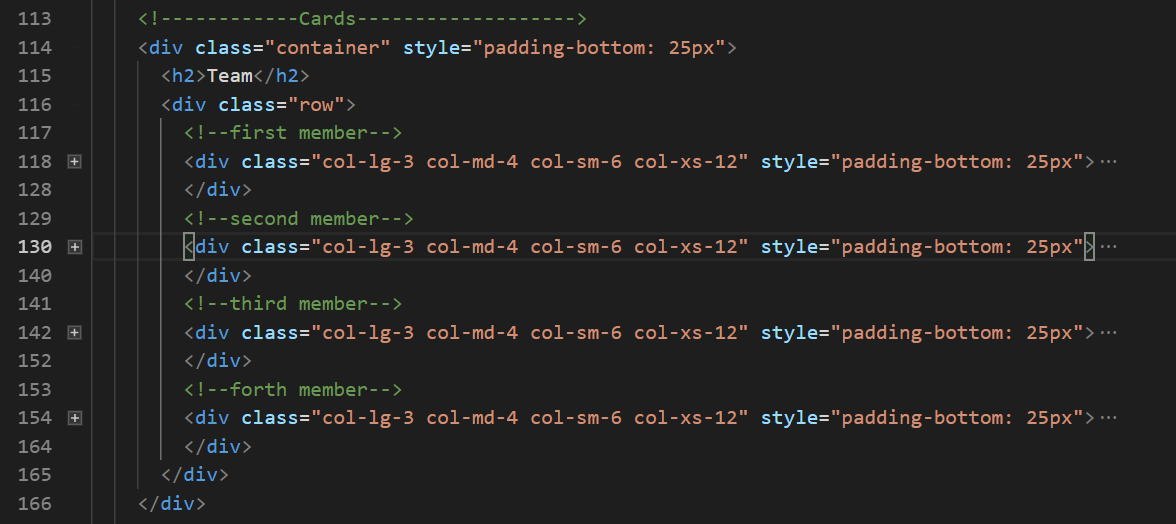 113 <!------------Cards------------------->
114 <div class="container" style="padding-bottom: 25px">
115 <h2>Team</h2>
116 <div class="row">
117 <!--first member-->
118 <div class="col-lg-3 col-md-4 col-sm-6 col-xs-12" style="padding-bottom: 25px">···
128 </div>
129 <!--second member-->
130 <div class="col-lg-3 col-md-4 col-sm-6 col-xs-12" style="padding-bottom: 25px">···
140 </div>
141 <!--third member-->
142 <div class="col-lg-3 col-md-4 col-sm-6 col-xs-12" style="padding-bottom: 25px">···
152 </div>
153 <!--forth member-->
154 <div class="col-lg-3 col-md-4 col-sm-6 col-xs-12" style="padding-bottom: 25px">···
164 </div>
165 </div>
166 </div>